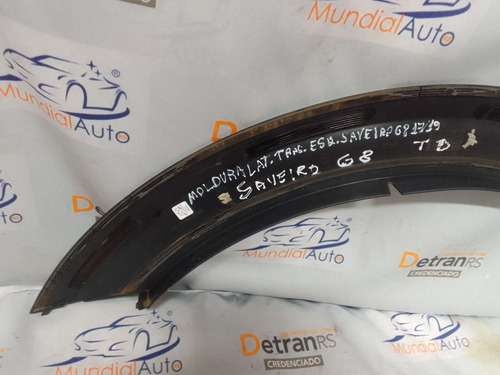 MundialAuto
MundialAuto
MOLDURA LAT. TRAS. ESQ. SAVEIRO G8 1719
SAVEIRO G8 TD
MundialAuto
DetranRS
CREDENCIADO
MundialAuto
DetranRS
CREDENCIADO
MundialAuto